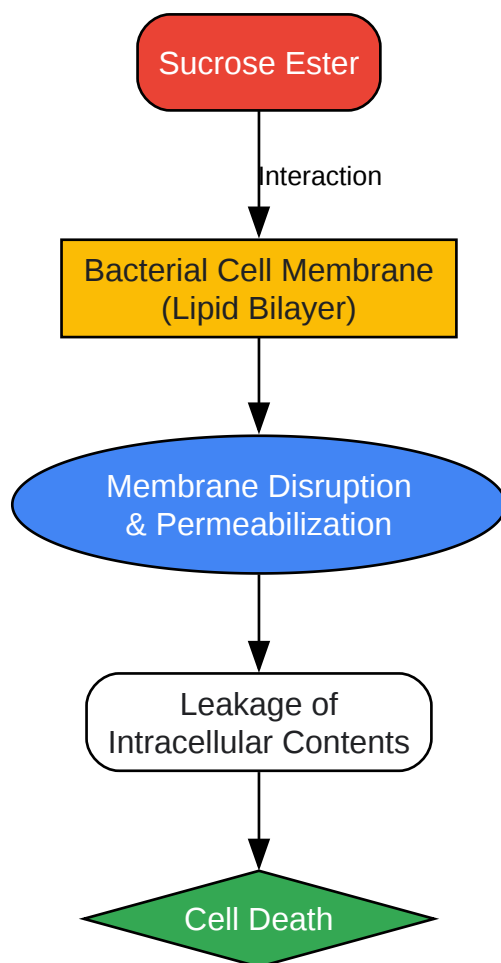 Sucrose Ester
Interaction
Bacterial Cell Membrane
(Lipid Bilayer)
Membrane Disruption
& Permeabilization
Leakage of
Intracellular Contents
Cell Death